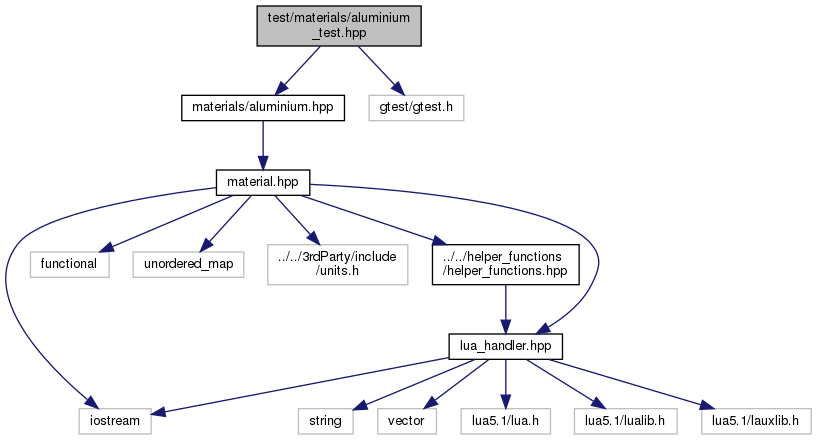 test/materials/aluminium
_test.hpp
materials/aluminium.hpp
gtest/gtest.h
material.hpp
functional
unordered_map
../../3rdParty/include
/units.h
../../helper_functions
/helper_functions.hpp
lua_handler.hpp
iostream
string
vector
lua5.1/lua.h
lua5.1/lualib.h
lua5.1/lauxlib.h